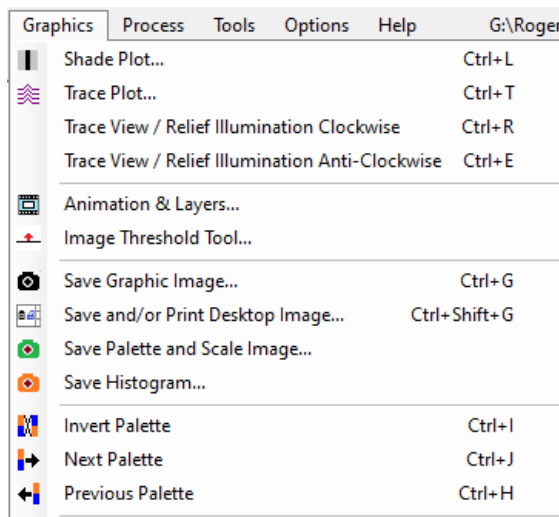 Graphics Process Tools Options Help G:\Roger
Shade Plot... Ctrl+L
Trace Plot... Ctrl+T
Trace View / Relief Illumination Clockwise Ctrl+R
Trace View / Relief Illumination Anti-Clockwise Ctrl+E
Animation & Layers...
Image Threshold Tool...
Save Graphic Image... Ctrl+G
Save and/or Print Desktop Image... Ctrl+Shift+G
Save Palette and Scale Image...
Save Histogram...
Invert Palette Ctrl+I
Next Palette Ctrl+J
Previous Palette Ctrl+H